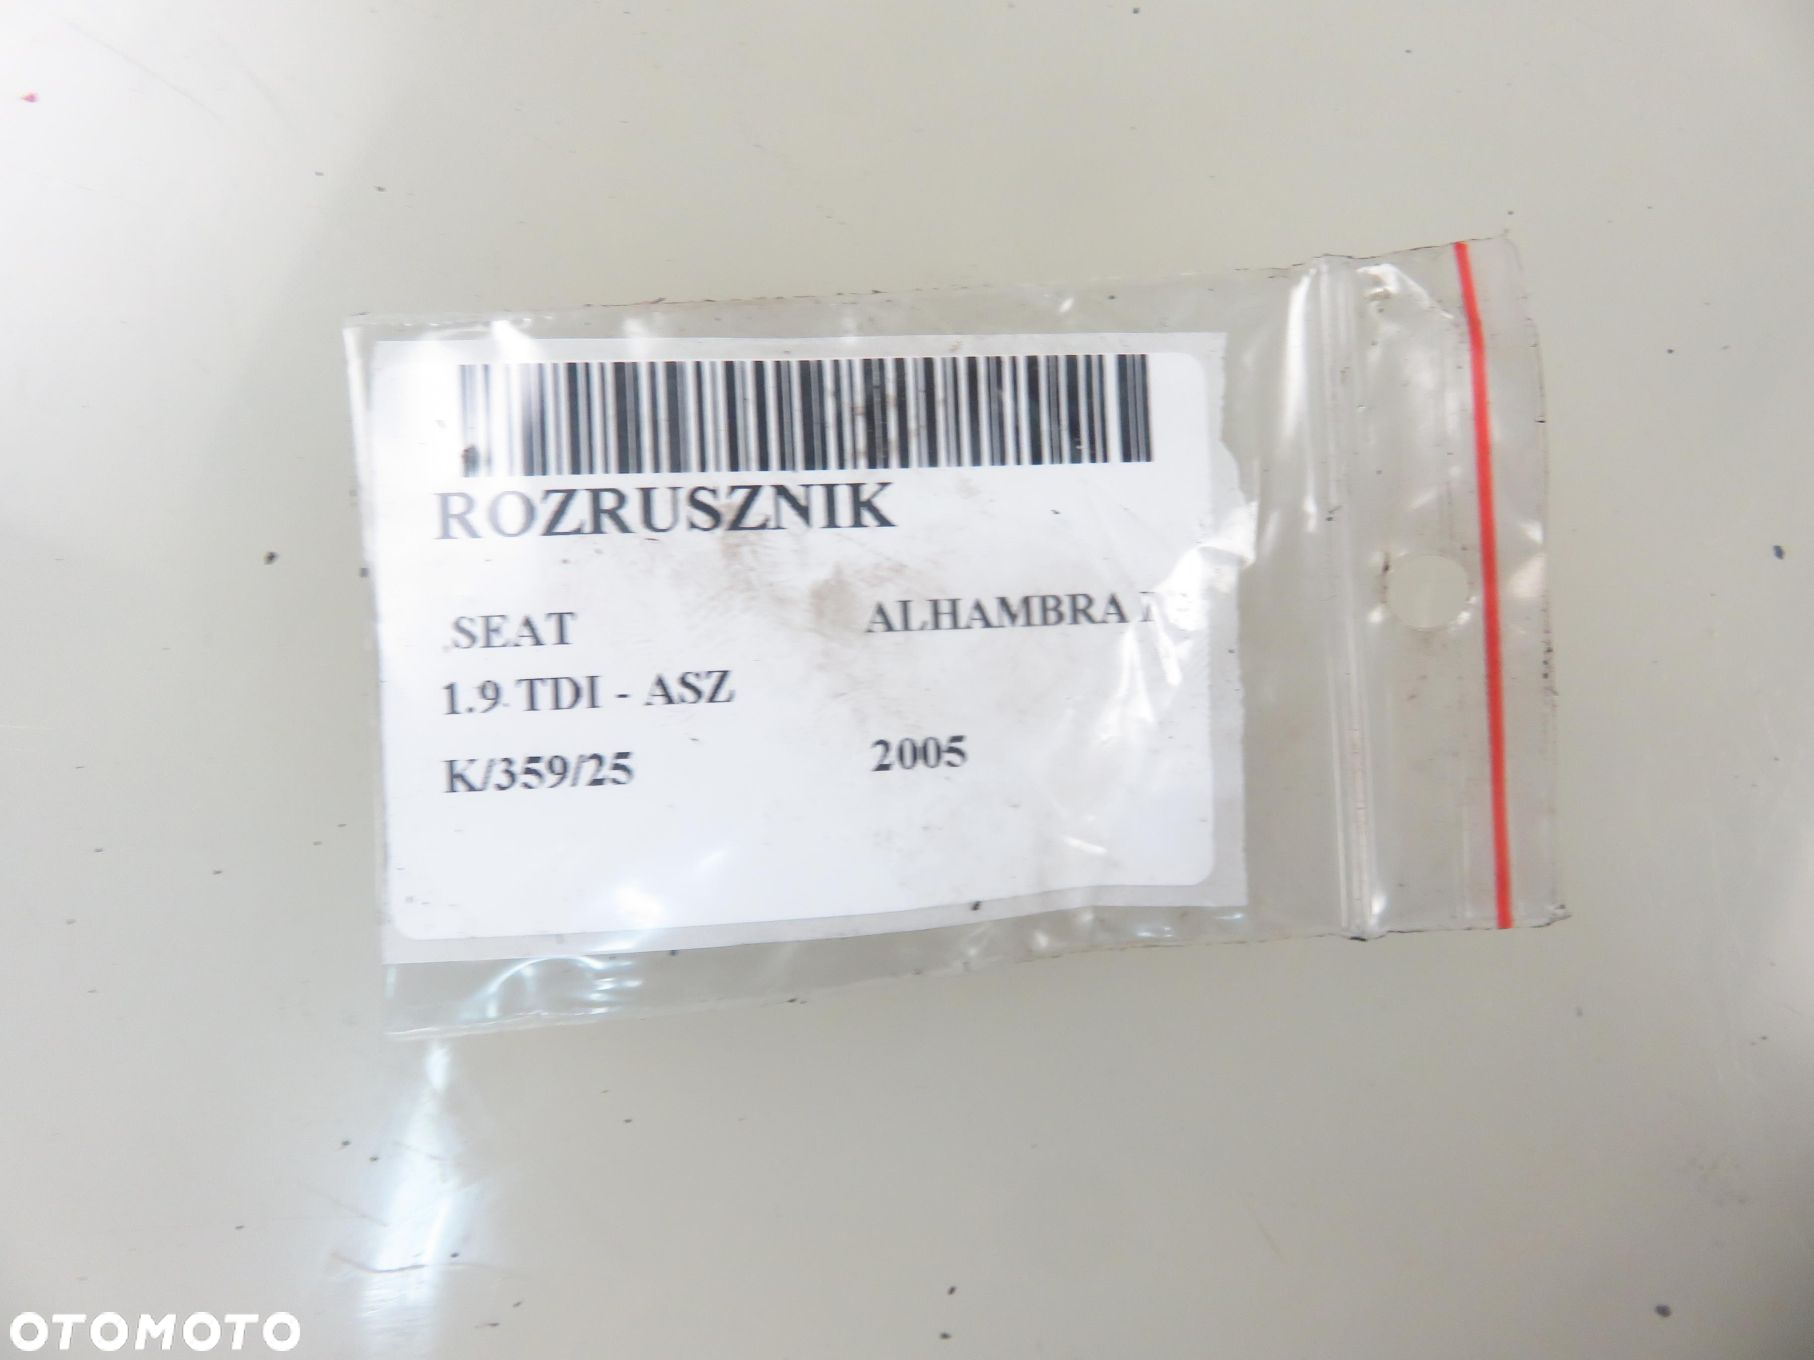 ROZRUSZNIK
SEAT ALHAMBRA
1.9 TDI - ASZ
K/359/25 2005
OTOMOTO